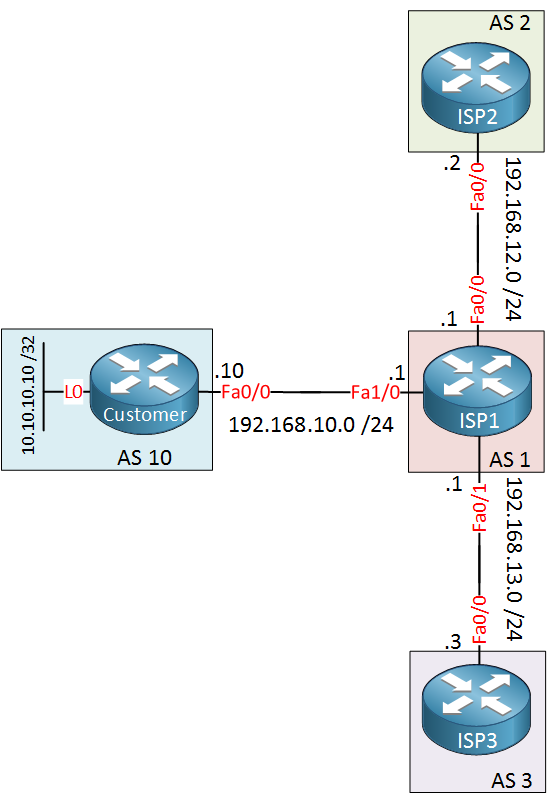 AS 2
ISP2
.2
Fa0/0
192.168.12.0 /24
Fa0/0
.1
10.10.10.10 /32
L0
Customer
AS 10
.10
Fa0/0
192.168.10.0 /24
.1
Fa1/0
ISP1
AS 1
.1
Fa0/1
192.168.13.0 /24
Fa0/0
.3
ISP3
AS 3